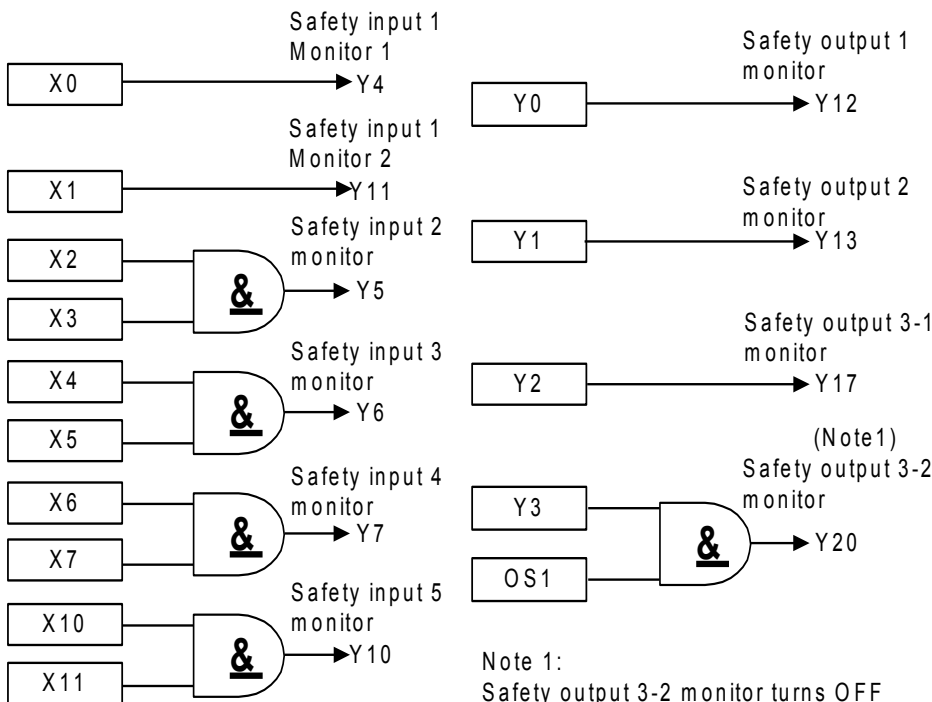 Safety input 1
Monitor 1
X0
Y4
Safety input 1
Monitor 2
X1
Y11
Safety input 2
monitor
X2
X3
&
Y5
Safety input 3
monitor
X4
X5
&
Y6
Safety input 4
monitor
X6
X7
&
Y7
Safety input 5
monitor
X10
X11
&
Y10
Safety output 1
monitor
Y0
Y12
Safety output 2
monitor
Y1
Y13
Safety output 3-1
monitor
Y2
Y17
(Note1)
Safety output 3-2
monitor
Y3
OS1
&
Y20
Note 1:
Safety output 3-2 monitor turns OFF